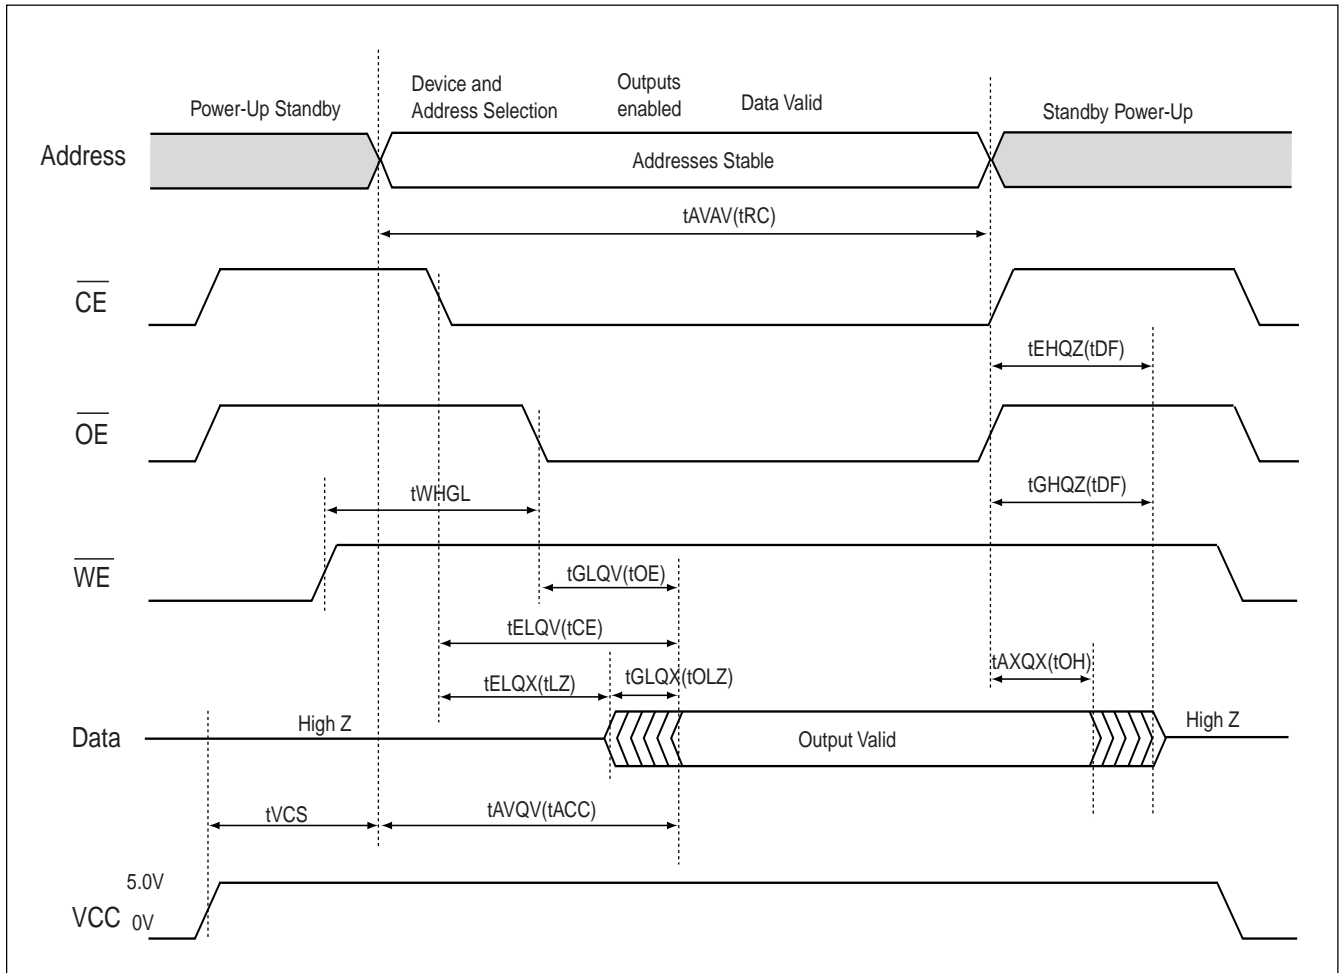 Power-Up Standby
Device and
Address Selection
Outputs
enabled
Data Valid
Standby Power-Up
Address
Addresses Stable
tAVAV(tRC)
CE
tEHQZ(tDF)
OE
tWHGL
tGHQZ(tDF)
WE
tGLQV(tOE)
tELQV(tCE)
tAXQX(tOH)
tELQX(tLZ)
tGLQX(tOLZ)
Data
High Z
Output Valid
High Z
tVCS
tAVQV(tACC)
5.0V
VCC
0V